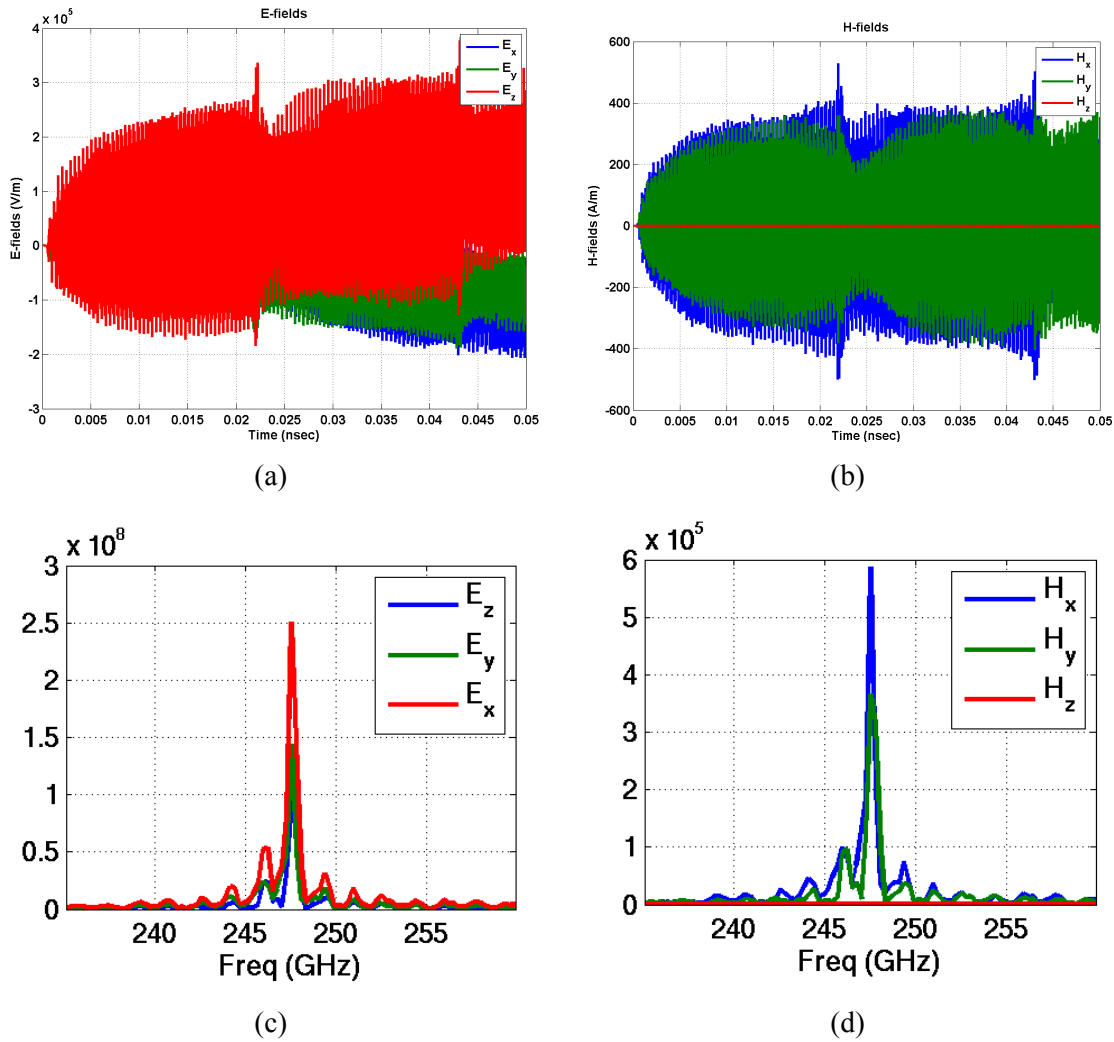 E-fields
x 10^5
4
3
2
1
0
-1
-2
-3
E-fields (V/m)
E_x
E_y
E_z
0 0.005 0.01 0.015 0.02 0.025 0.03 0.035 0.04 0.045 0.05
Time (nsec)
(a)
H-fields
600
400
200
0
-200
-400
-600
H-fields (A/m)
H_x
H_y
H_z
0 0.005 0.01 0.015 0.02 0.025 0.03 0.035 0.04 0.045 0.05
Time (nsec)
(b)
x 10^8
3
2.5
2
1.5
1
0.5
0
E_z
E_y
E_x
240 245 250 255
Freq (GHz)
(c)
x 10^5
6
5
4
3
2
1
0
H_x
H_y
H_z
240 245 250 255
Freq (GHz)
(d)